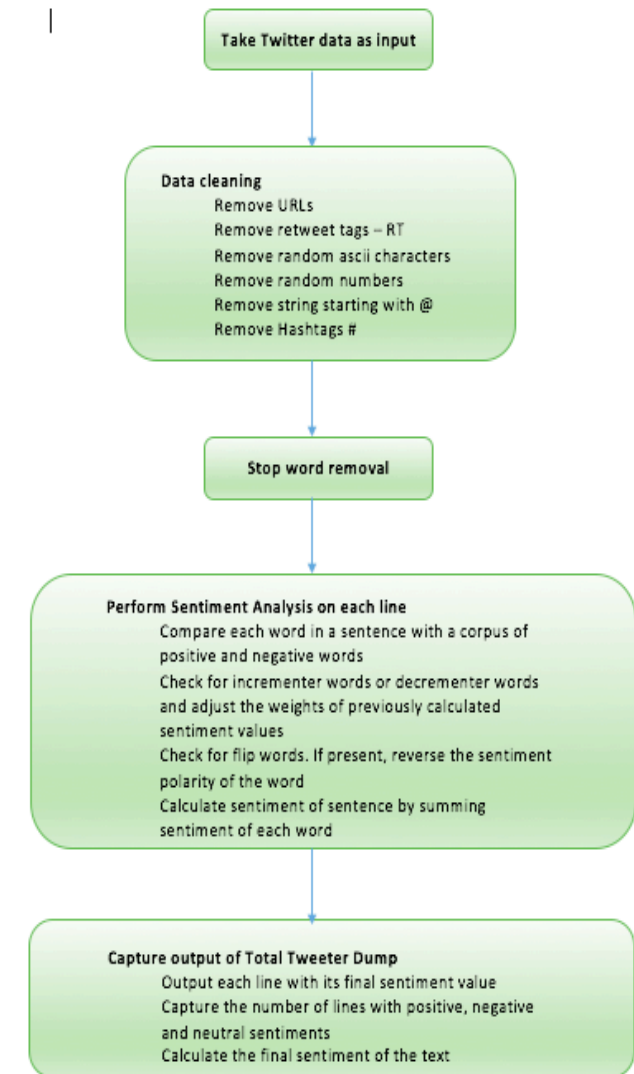 Take Twitter data as input
Data cleaning
Remove URLs
Remove retweet tags – RT
Remove random ascii characters
Remove random numbers
Remove string starting with @
Remove Hashtags #
Stop word removal
Perform Sentiment Analysis on each line
Compare each word in a sentence with a corpus of
positive and negative words
Check for incrementer words or decrementer words
and adjust the weights of previously calculated
sentiment values
Check for flip words. If present, reverse the sentiment
polarity of the word
Calculate sentiment of sentence by summing
sentiment of each word
Capture output of Total Tweeter Dump
Output each line with its final sentiment value
Capture the number of lines with positive, negative
and neutral sentiments
Calculate the final sentiment of the text